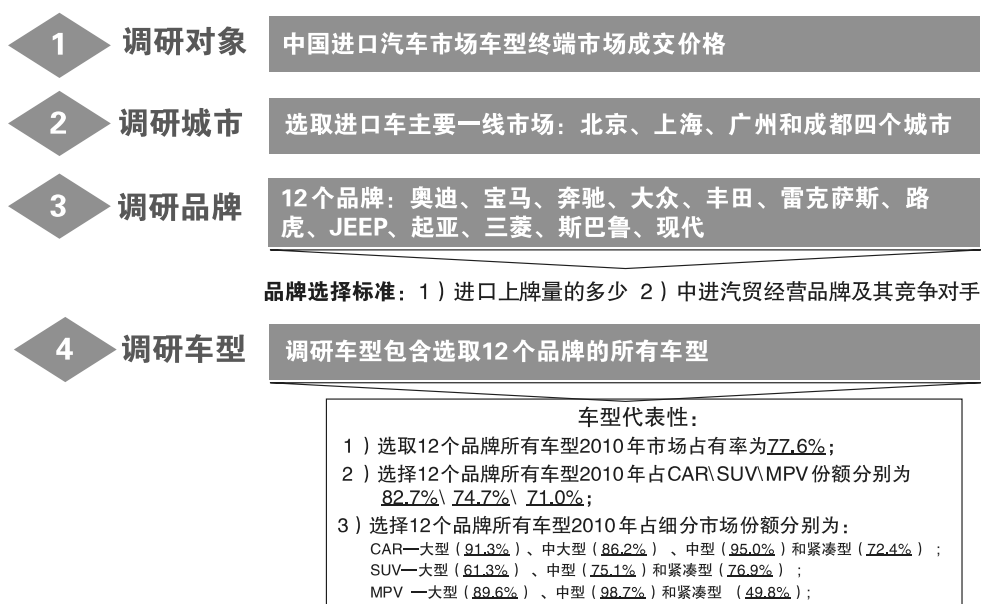 1 调研对象 中国进口汽车市场车型终端市场成交价格
2 调研城市 选取进口车主要一线市场：北京、上海、广州和成都四个城市
3 调研品牌 12个品牌：奥迪、宝马、奔驰、大众、丰田、雷克萨斯、路
虎、JEEP、起亚、三菱、斯巴鲁、现代
品牌选择标准：1）进口上牌量的多少 2）中进汽贸经营品牌及其竞争对手
4 调研车型 调研车型包含选取12个品牌的所有车型
车型代表性：
1）选取12个品牌所有车型2010年市场占有率为77.6%；
2）选择12个品牌所有车型2010年占CAR\SUV\MPV份额分别为
82.7%\ 74.7%\ 71.0%；
3）选择12个品牌所有车型2010年占细分市场份额分别为：
CAR—大型（91.3%）、中大型（86.2%）、中型（95.0%）和紧凑型（72.4%）；
SUV—大型（61.3%）、中型（75.1%）和紧凑型（76.9%）；
MPV —大型（89.6%）、中型（98.7%）和紧凑型 （49.8%）；